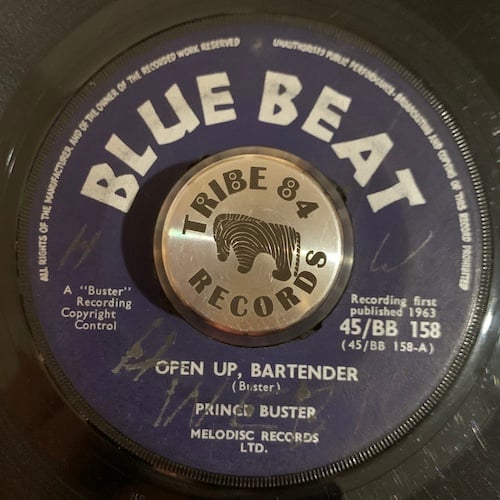 ALL RIGHTS OF THE MANUFACTURER AND OF THE OWNER OF THE RECORDED WORK RESERVED
UNAUTHORISED PUBLIC PERFORMANCE, BROADCASTING AND COPYING OF THIS RECORD PROHIBITED
BLUE BEAT
TRIBE 84
RECORDS
A "Buster"
Recording
Copyright
Control
Recording first
published 1963
45/BB 158
(45/BB 158-A)
OPEN UP, BARTENDER
(Buster)
PRINCE BUSTER
MELODISC RECORDS
LTD.